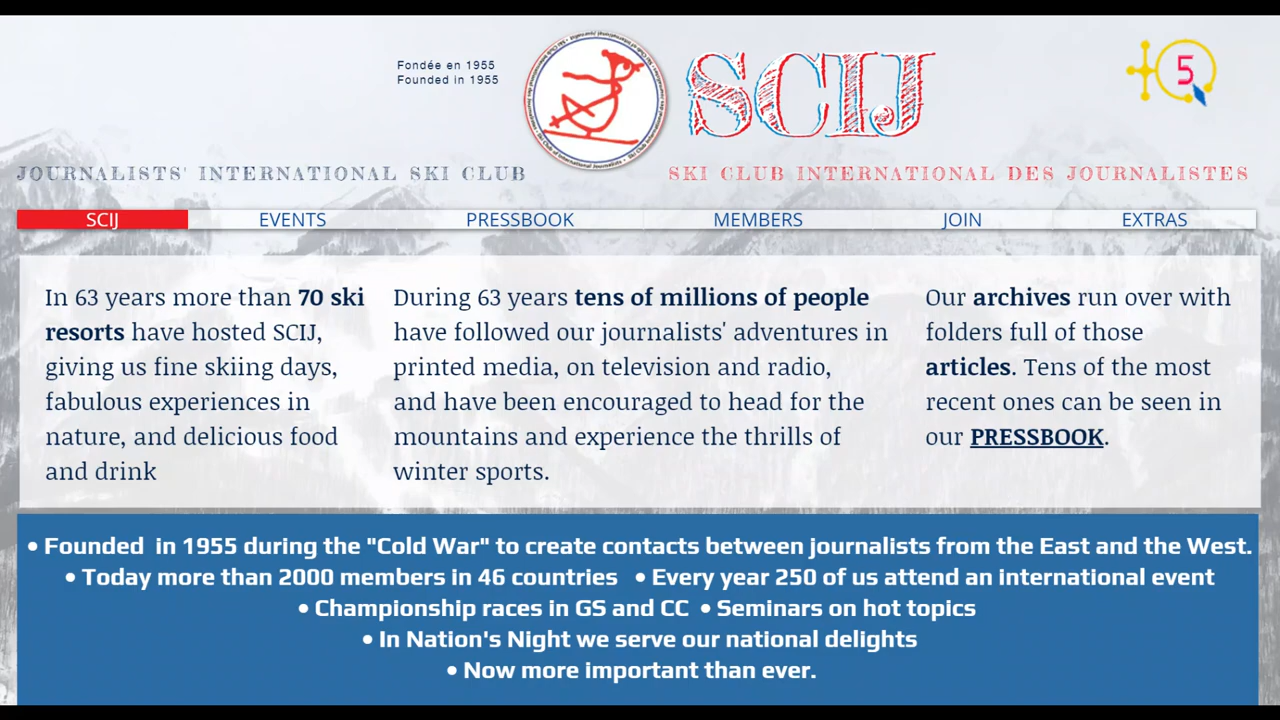 Fondée en 1955
Founded in 1955
SCIJ
5
JOURNALISTS' INTERNATIONAL SKI CLUB
SKI CLUB INTERNATIONAL DES JOURNALISTES
SCIJ EVENTS PRESSBOOK MEMBERS JOIN EXTRAS
In 63 years more than 70 ski
resorts have hosted SCIJ,
giving us fine skiing days,
fabulous experiences in
nature, and delicious food
and drink
During 63 years tens of millions of people
have followed our journalists' adventures in
printed media, on television and radio,
and have been encouraged to head for the
mountains and experience the thrills of
winter sports.
Our archives run over with
folders full of those
articles. Tens of the most
recent ones can be seen in
our PRESSBOOK.
• Founded in 1955 during the "Cold War" to create contacts between journalists from the East and the West.
• Today more than 2000 members in 46 countries • Every year 250 of us attend an international event
• Championship races in GS and CC • Seminars on hot topics
• In Nation's Night we serve our national delights
• Now more important than ever.